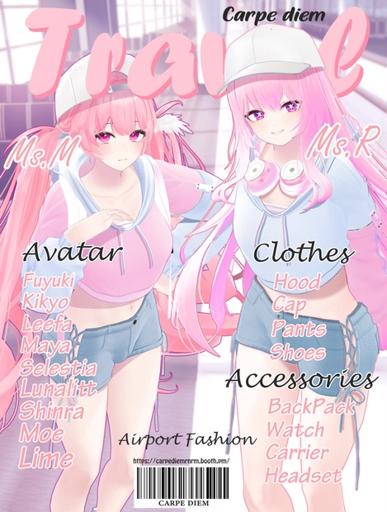 Carpe diem
Travel
Ms.M
Ms.R
Avatar
Fuyuki
Kikyo
Leefa
Maya
Selestia
Lunalitt
Shinra
Moe
Lime
Clothes
Hood
Cap
Pants
Shoes
Accessories
BackPack
Watch
Carrier
Headset
Airport Fashion
https://carpediemmrm.booth.pm/
CARPE DIEM